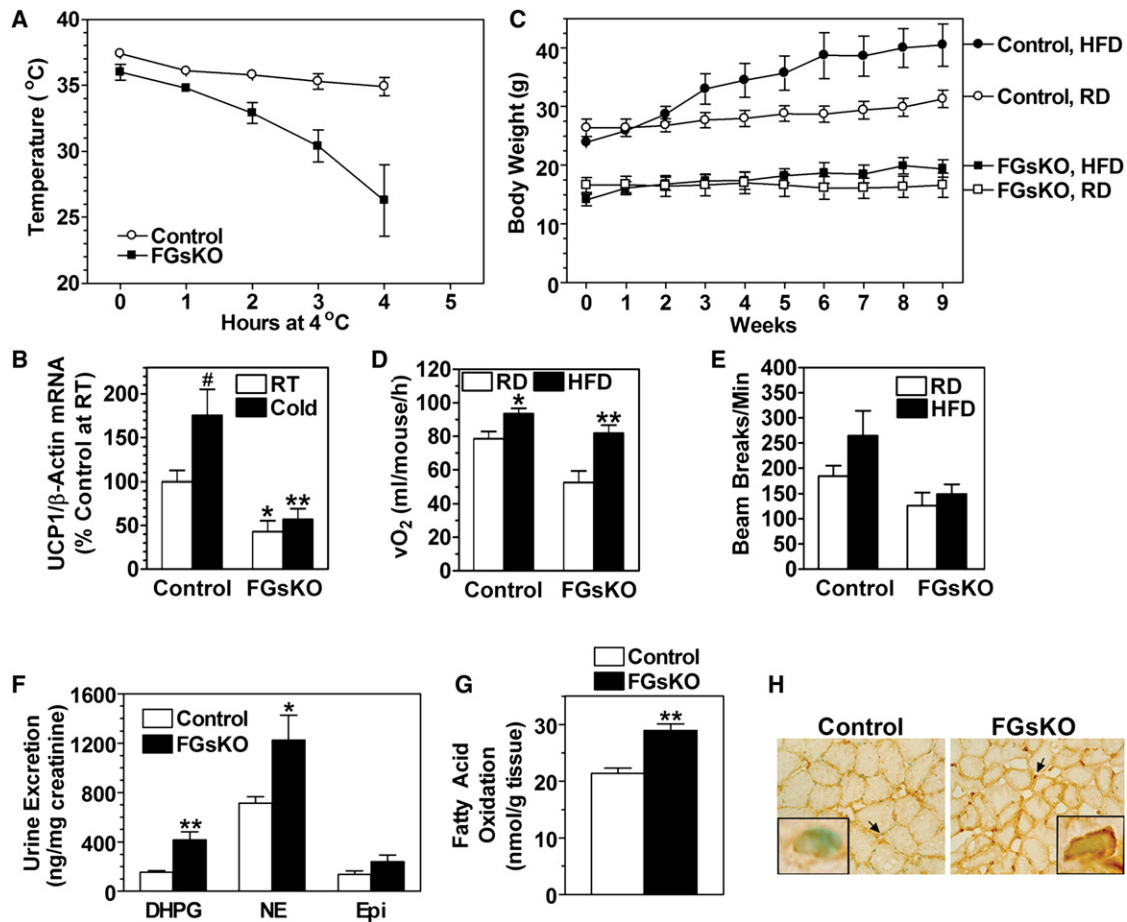 A
Temperature ( °C)
40
35
30
25
20
Control
FGsKO
0 1 2 3 4 5
Hours at 4 °C
C
Body Weight (g)
40
30
20
10
0
0 1 2 3 4 5 6 7 8 9
Weeks
Control, HFD
Control, RD
FGsKO, HFD
FGsKO, RD
B
UCP1/β-Actin mRNA
(% Control at RT)
200
150
100
50
0
#
* **
RT
Cold
Control FGsKO
D
vO2 (ml/mouse/h)
120
100
80
60
40
20
0
RD HFD
* **
Control FGsKO
E
Beam Breaks/Min
400
350
300
250
200
150
100
50
0
RD
HFD
Control FGsKO
F
Urine Excretion
(ng/mg creatinine)
1600
1200
800
400
0
Control
FGsKO
** *
DHPG NE Epi
G
Control
FGsKO
Fatty Acid
Oxidation
(nmol/g tissue)
30
20
10
0
**
H
Control FGsKO